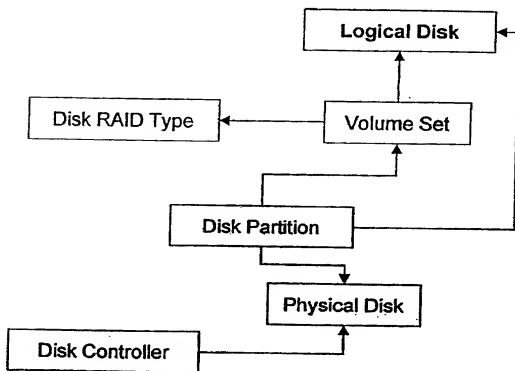 Logical Disk
Disk RAID Type
Volume Set
Disk Partition
Physical Disk
Disk Controller